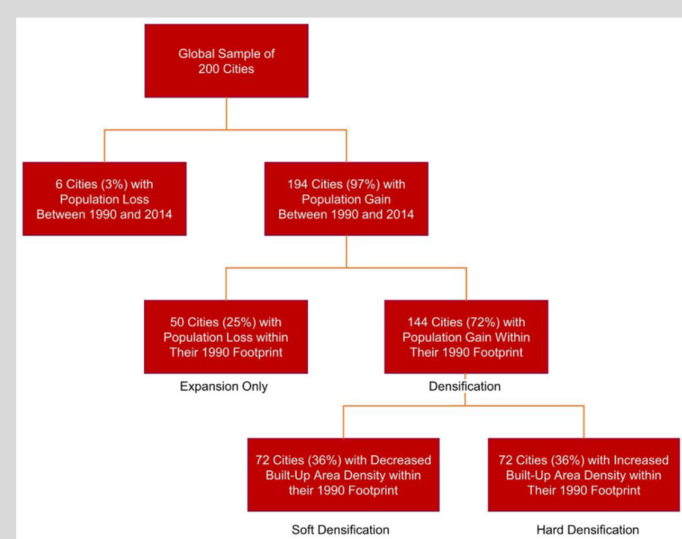 Global Sample of
200 Cities
6 Cities (3%) with
Population Loss
Between 1990 and 2014
194 Cities (97%) with
Population Gain
Between 1990 and 2014
50 Cities (25%) with
Population Loss within
Their 1990 Footprint
144 Cities (72%) with
Population Gain Within
Their 1990 Footprint
Expansion Only
Densification
72 Cities (36%) with Decreased
Built-Up Area Density within
their 1990 Footprint
72 Cities (36%) with Increased
Built-Up Area Density within
Their 1990 Footprint
Soft Densification
Hard Densification